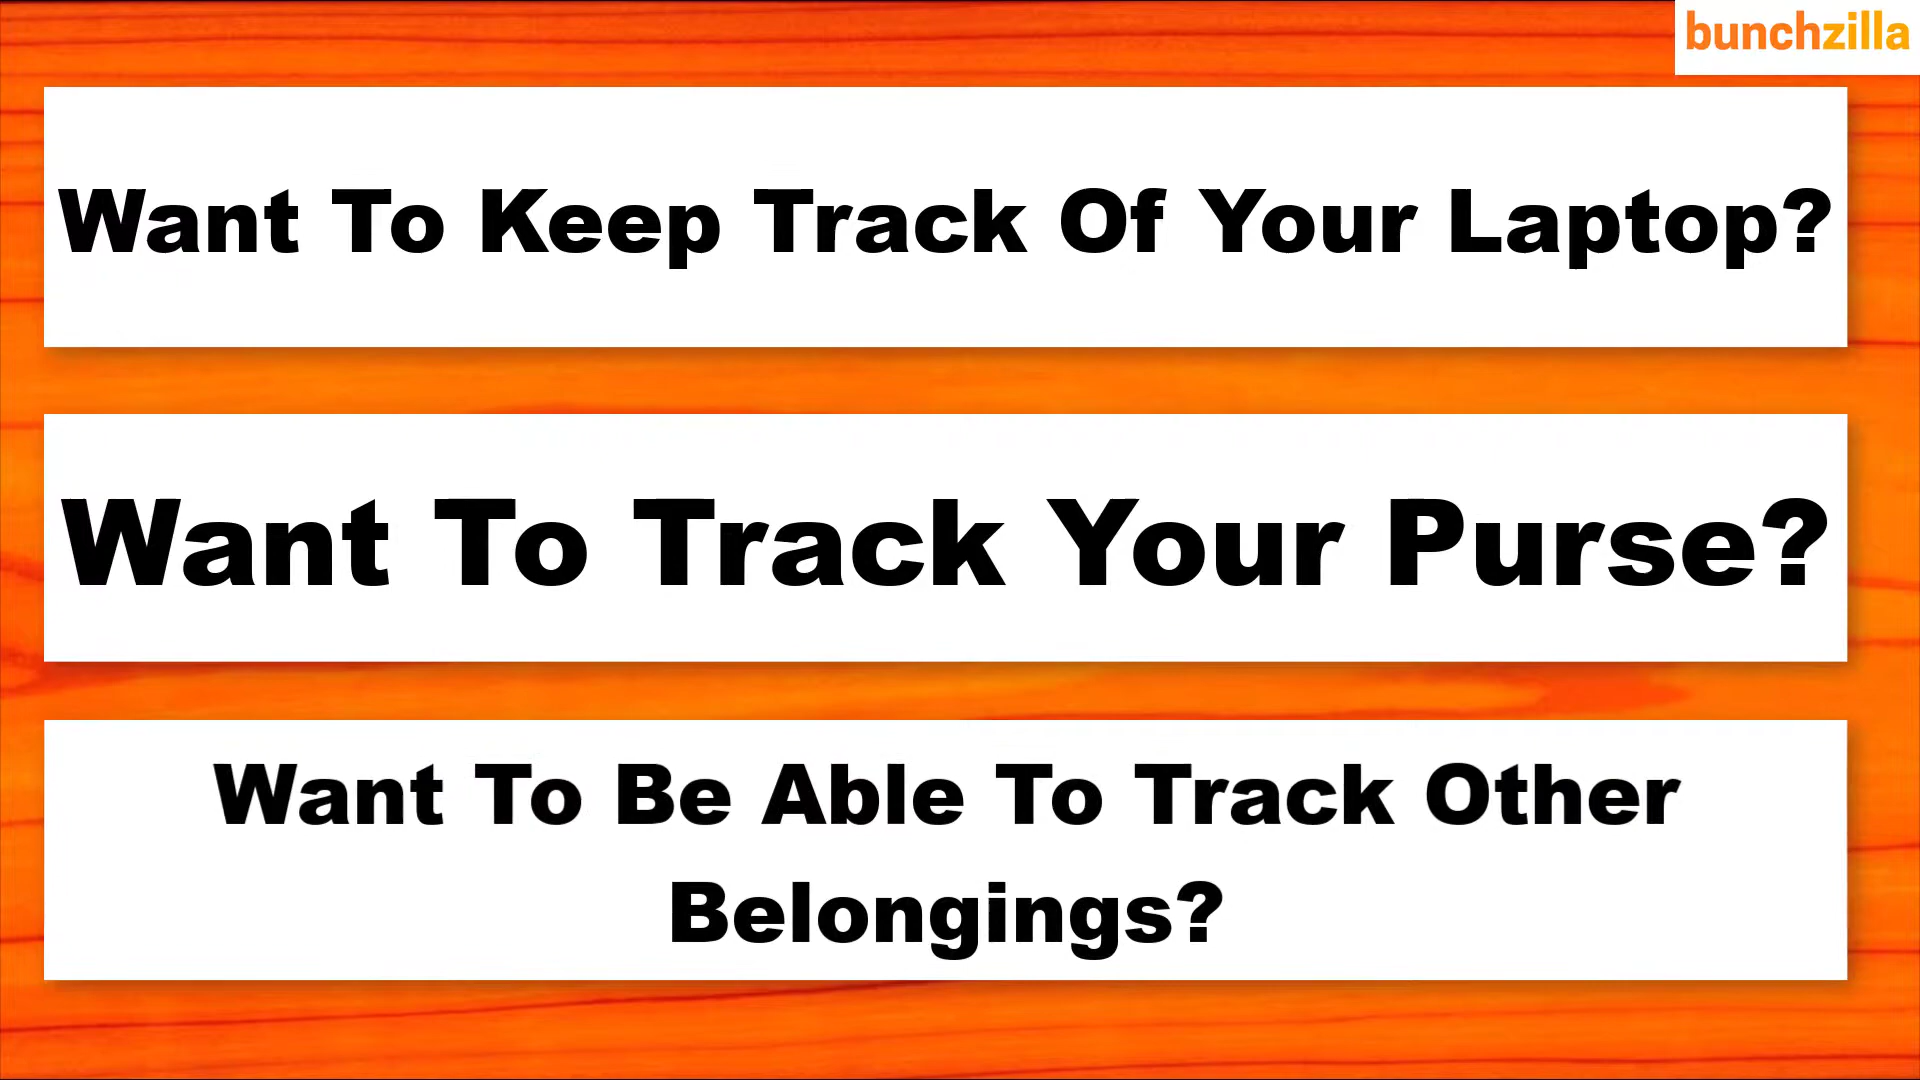 bunchzilla
Want To Keep Track Of Your Laptop?
Want To Track Your Purse?
Want To Be Able To Track Other
Belongings?